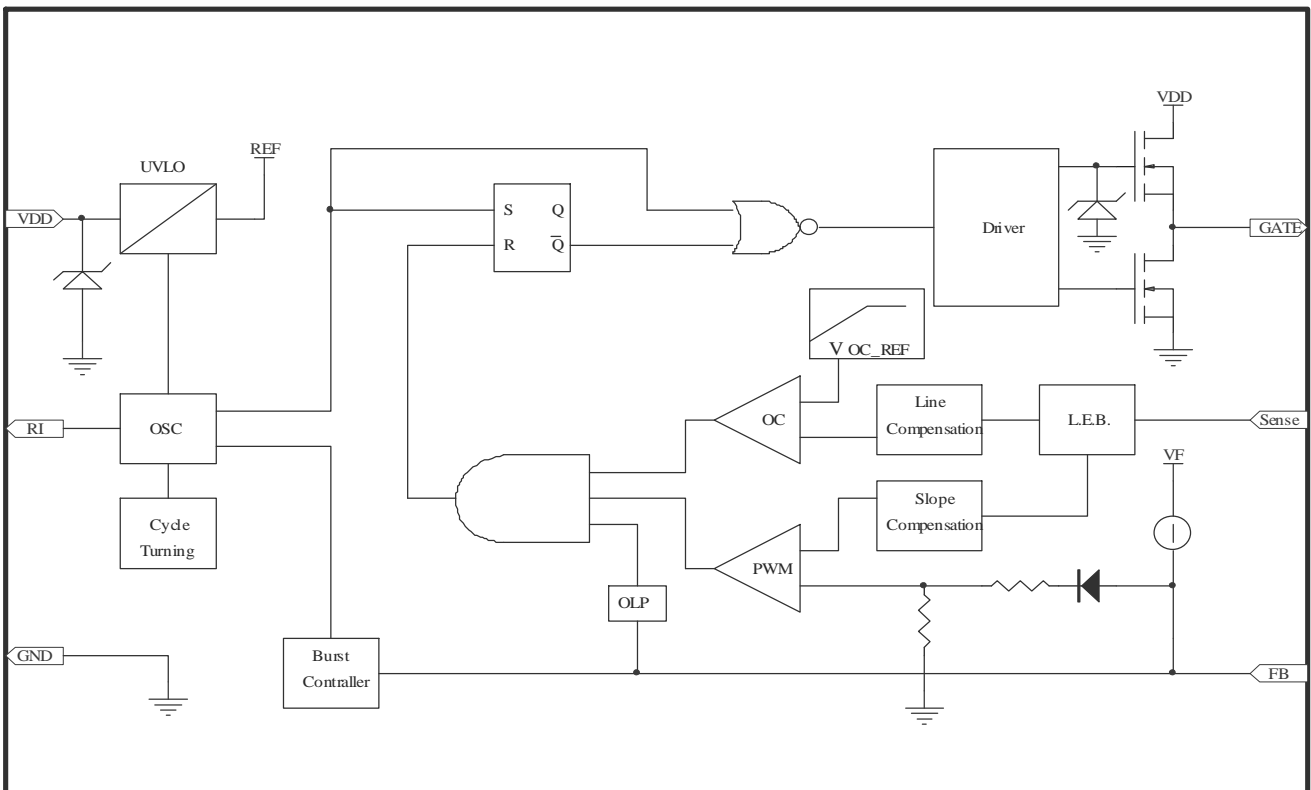 VDD
UVLO
REF
VDD
S Q
R Q̅
Driver
GATE
V OC_REF
RI
OSC
OC
Line
Compensation
L.E.B.
Sense
VF
Cycle
Turning
Slope
Compensation
PWM
OLP
GND
Burst
Contraller
FB